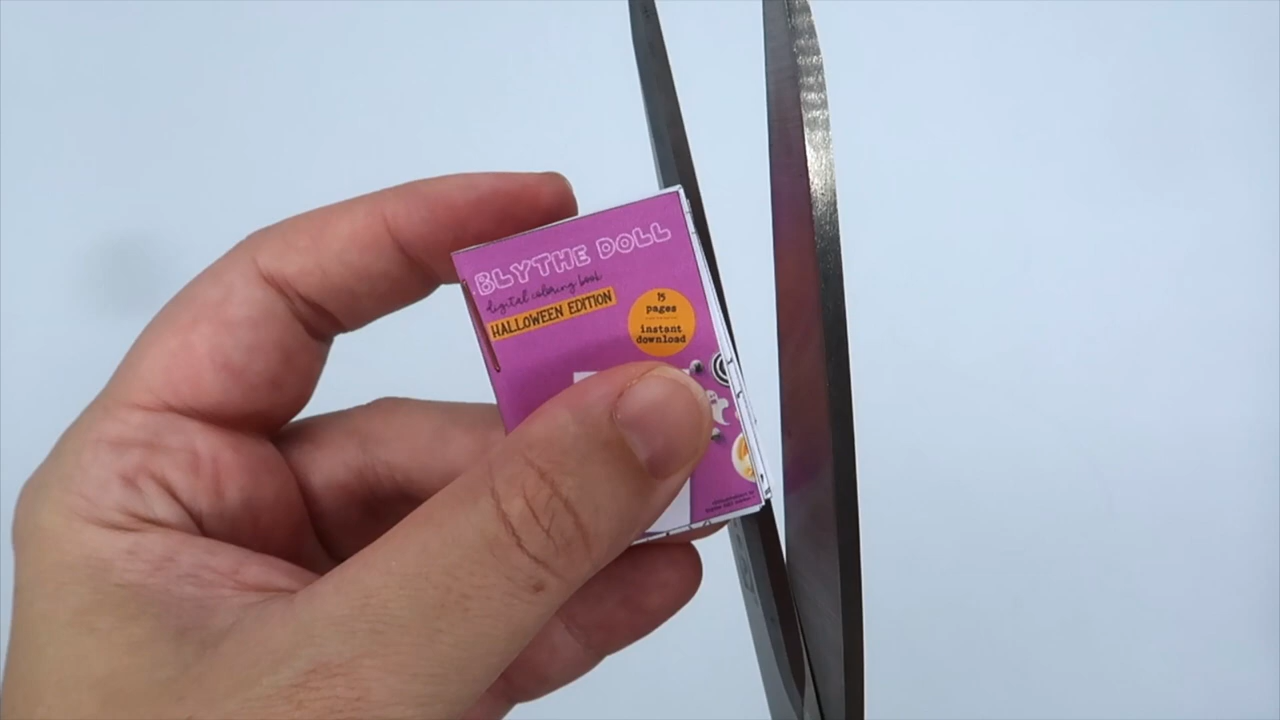 BLYTHE DOLL
digital coloring book
HALLOWEEN EDITION
15
pages
instant
download